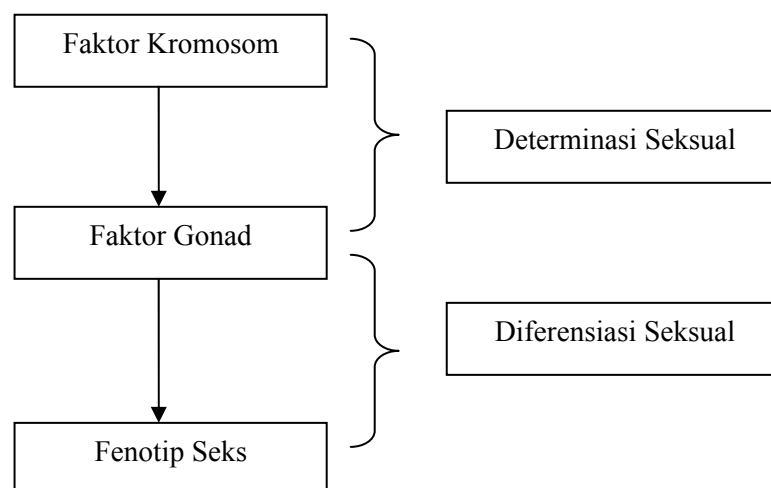 Faktor Kromosom
Determinasi Seksual
Faktor Gonad
Diferensiasi Seksual
Fenotip Seks